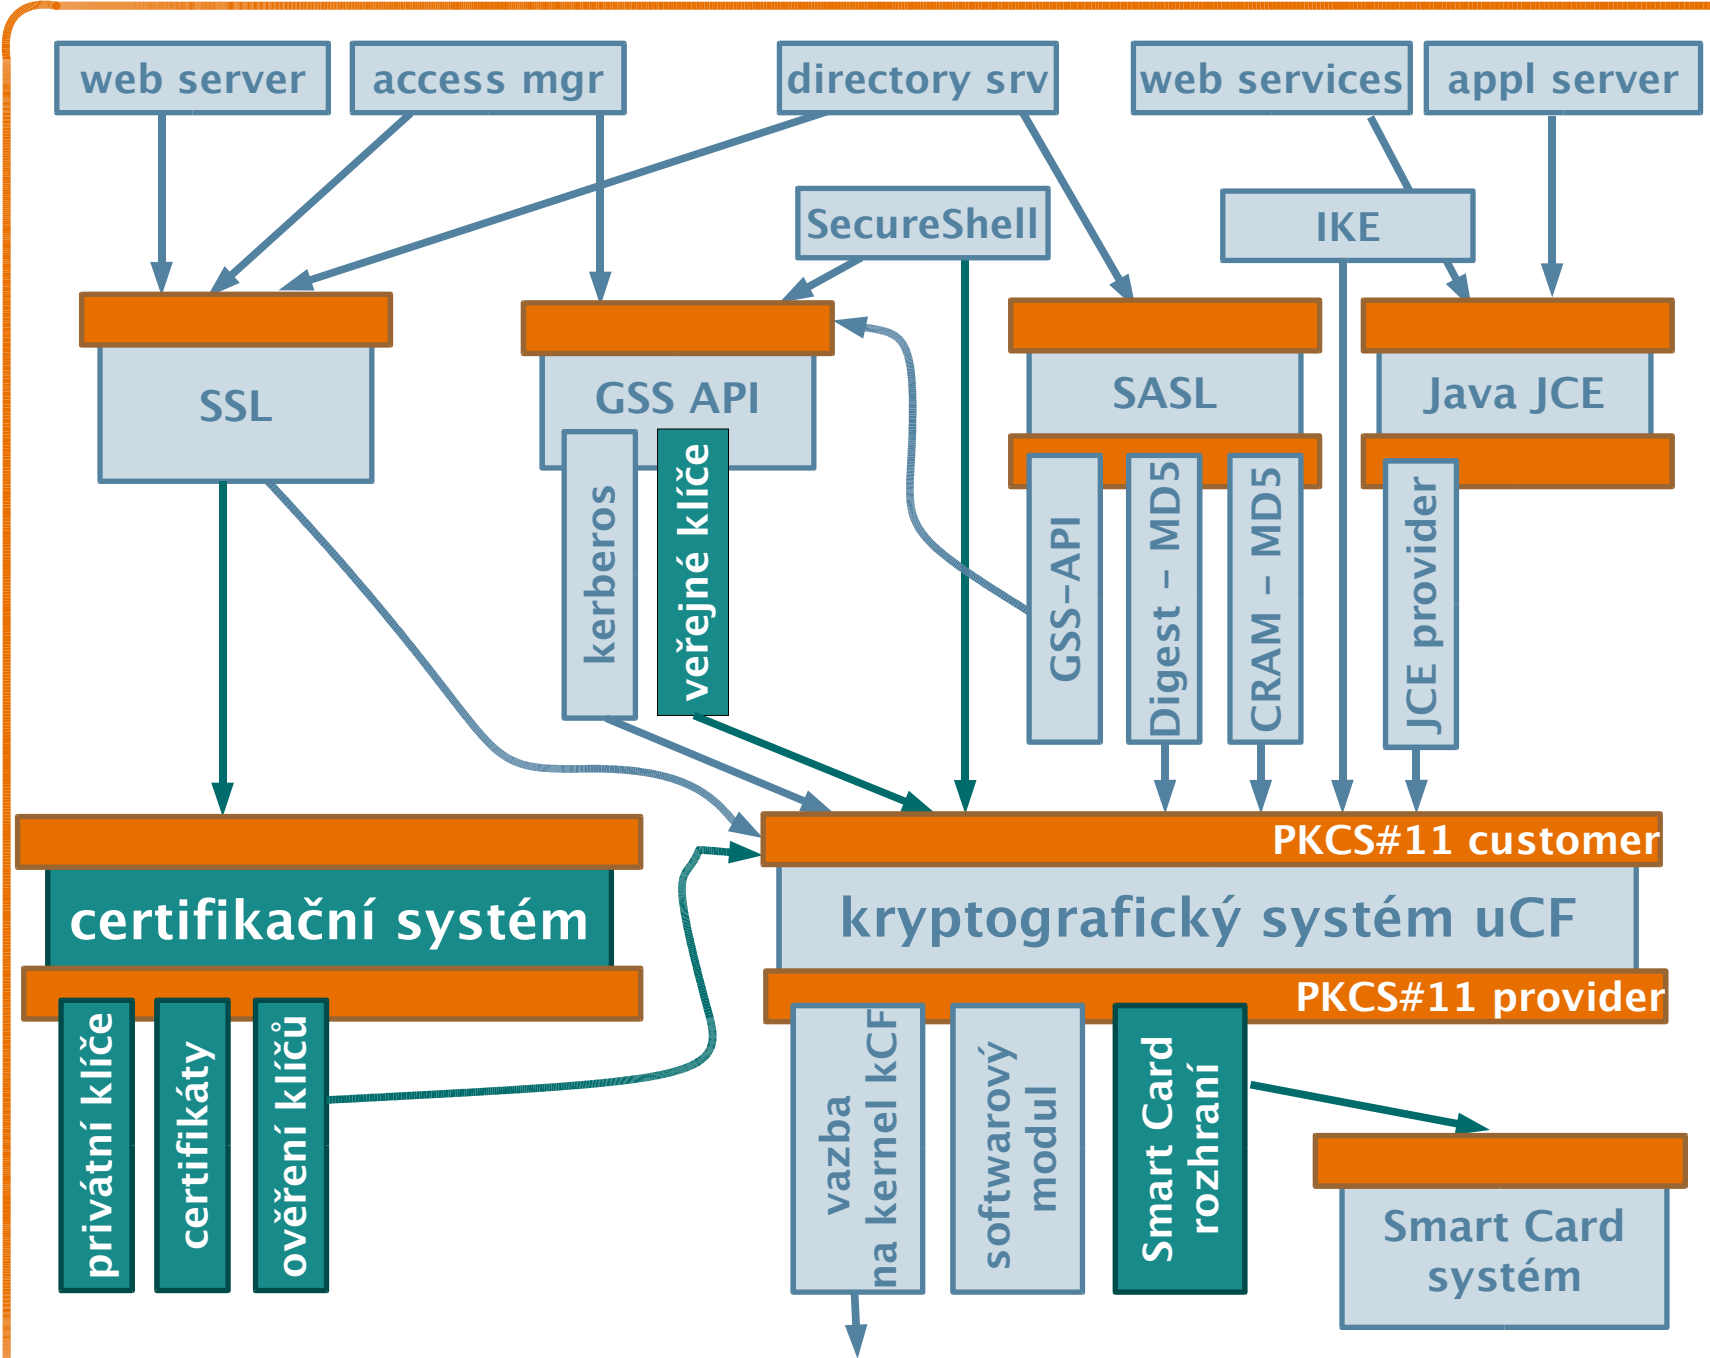 web server
access mgr
directory srv
web services
appl server
SecureShell
IKE
SSL
GSS API
SASL
Java JCE
kerberos
veřejné klíče
GSS-API
Digest - MD5
CRAM - MD5
JCE provider
PKCS#11 customer
certifikační systém
kryptografický systém uCF
PKCS#11 provider
privátní klíče
certifikáty
ověření klíčů
vazba
na kernel kCF
softwarový
modul
Smart Card
rozhraní
Smart Card
systém